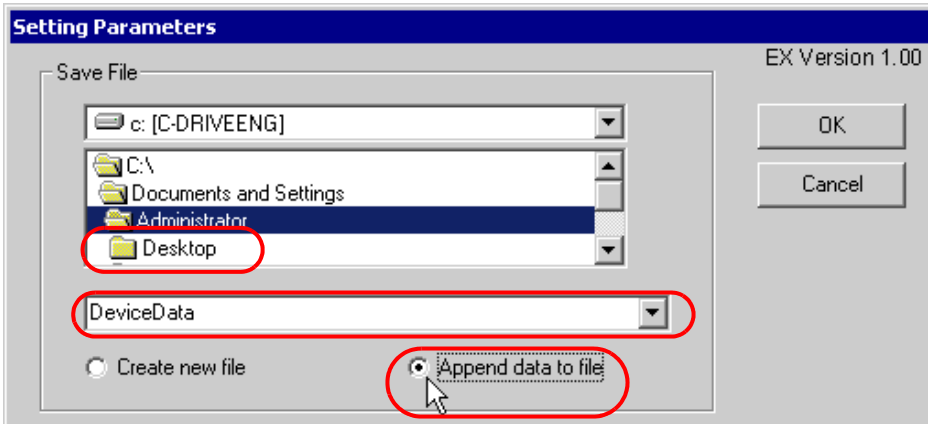 Setting Parameters
EX Version 1.00
Save File
c: [C-DRIVEENG]
OK
C:\
Documents and Settings
Cancel
Administrator
Desktop
DeviceData
Create new file
Append data to file